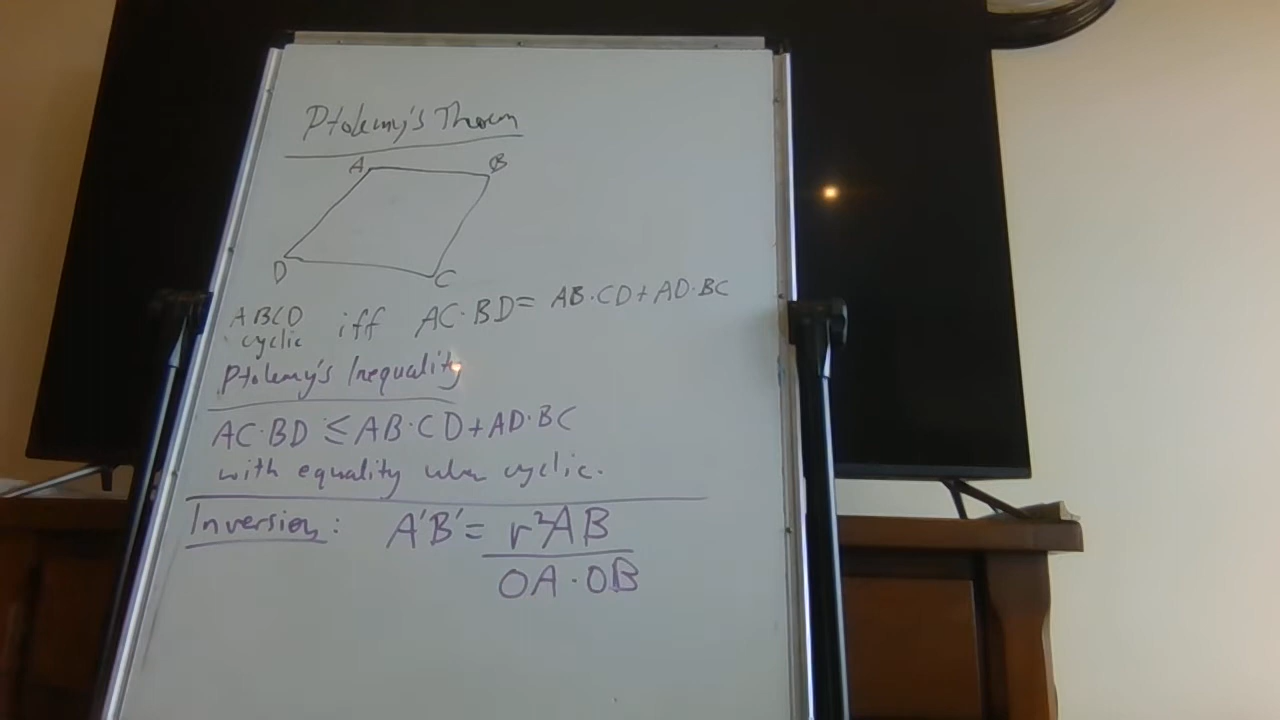 Ptolemy's Theorem
A B
D C
ABCD cyclic iff AC·BD = AB·CD + AD·BC
Ptolemy's Inequality
AC·BD ≤ AB·CD + AD·BC
with equality when cyclic.
Inversion: A'B' = r²AB / OA·OB